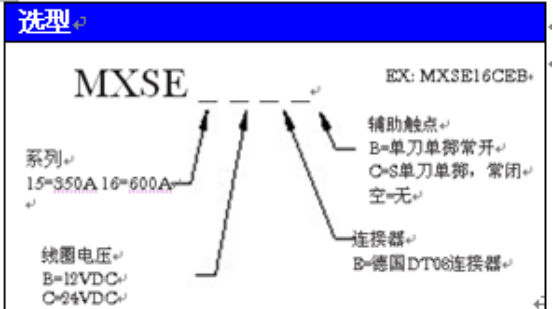 选型
MXSE _ _ _ _
EX: MXSE16CEB
辅助触点
B=单刀单掷常开
C=S单刀单掷，常闭
空=无
系列
15=350A 16=600A
连接器
E=德国DT06连接器
线圈电压
B=12VDC
C=24VDC